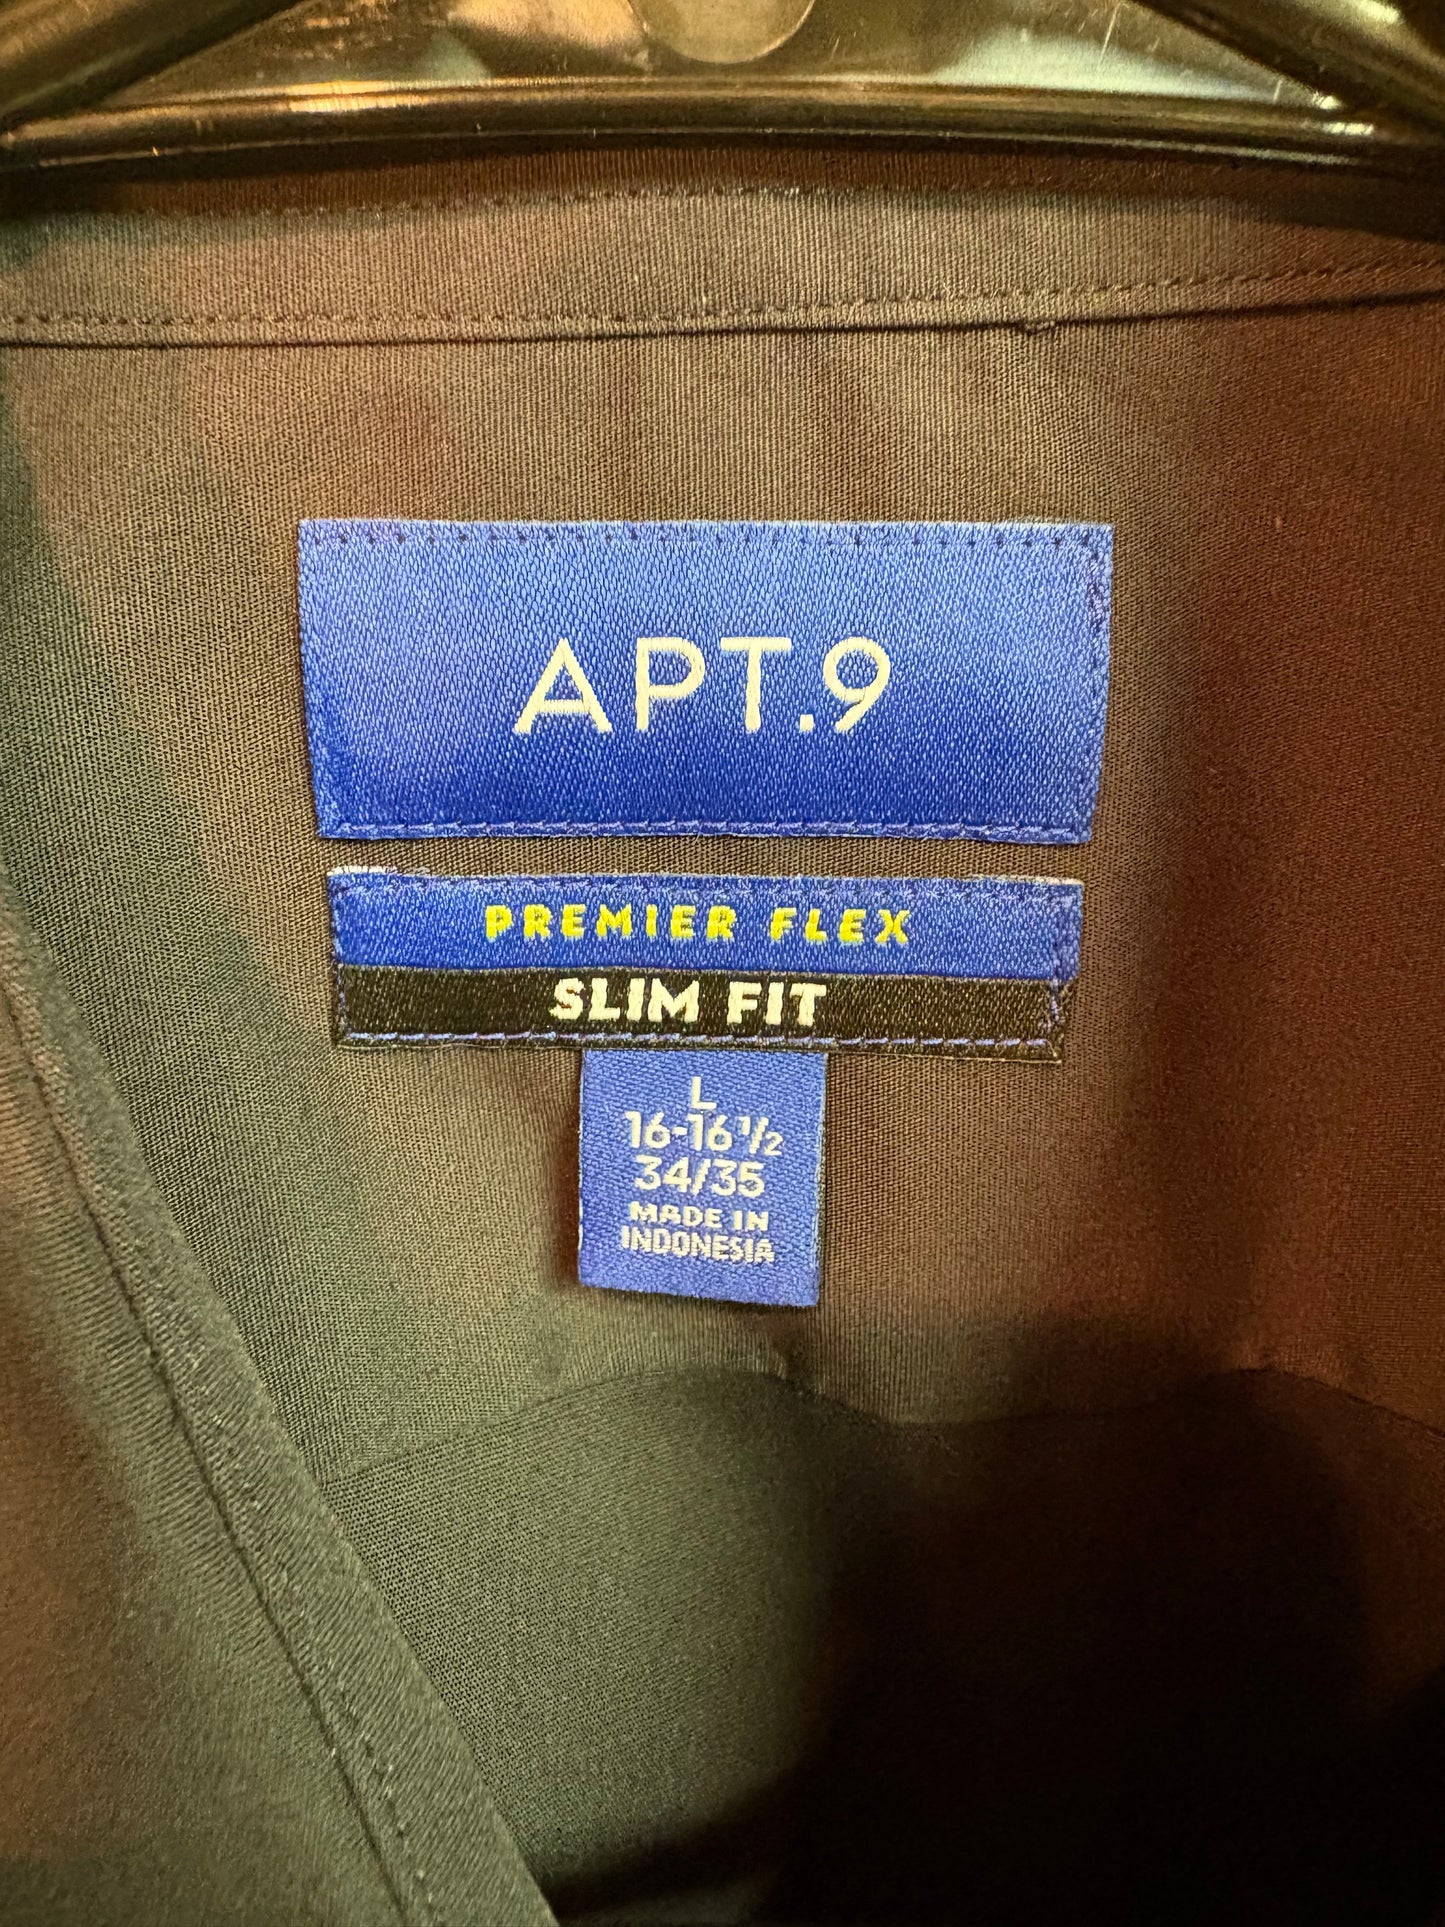 APT.9
PREMIER FLEX
SLIM FIT
L
16-16½
34/35
MADE IN
INDONESIA